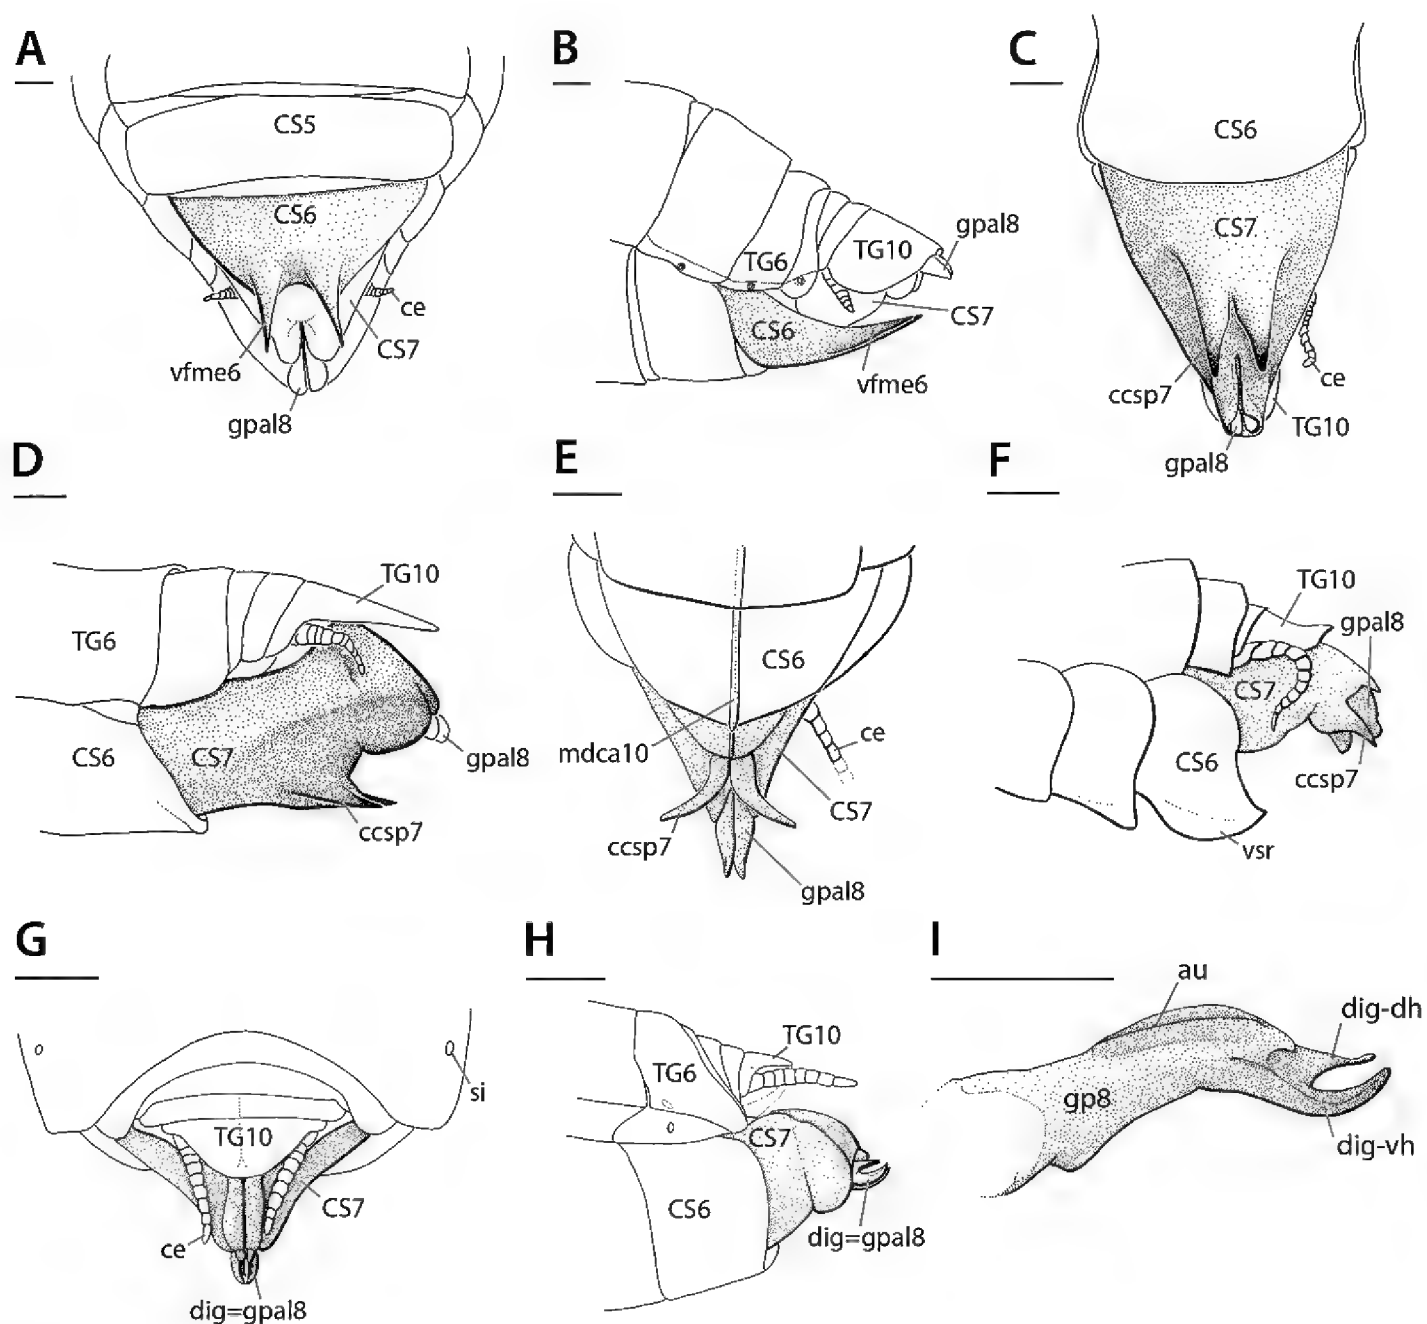 A
CS5
CS6
ce
CS7
vfme6
gpal8
B
TG6
TG10
gpal8
CS6
CS7
vfme6
C
CS6
CS7
ccsp7
ce
TG10
gpal8
D
TG10
TG6
CS6
CS7
gpal8
ccsp7
E
CS6
mdca10
ce
CS7
ccsp7
gpal8
F
TG10
gpal8
CS7
CS6
ccsp7
vsr
G
si
TG10
CS7
ce
dig=gpal8
H
TG10
TG6
CS7
CS6
dig=gpal8
I
au
dig-dh
gp8
dig-vh